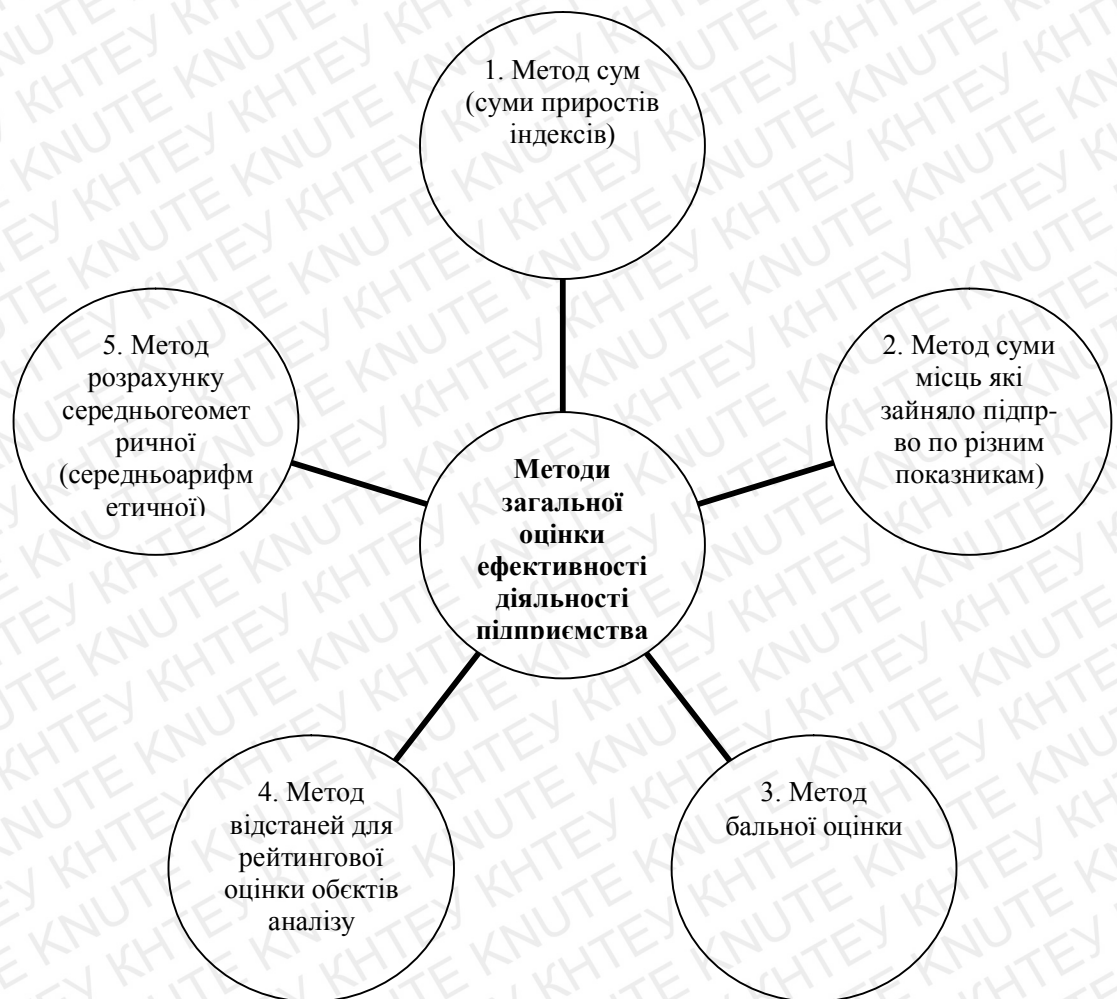 1. Метод сум
(суми приростів
індексів)
5. Метод
розрахунку
середньогеомет
ричної
(середньоарифм
етичної)
2. Метод суми
місць які
зайняло підпр-
во по різним
показникам)
Методи
загальної
оцінки
ефективності
діяльності
підприємства
4. Метод
відстаней для
рейтингової
оцінки обєктів
аналізу
3. Метод
бальної оцінки
KNUTE КНТЕУ